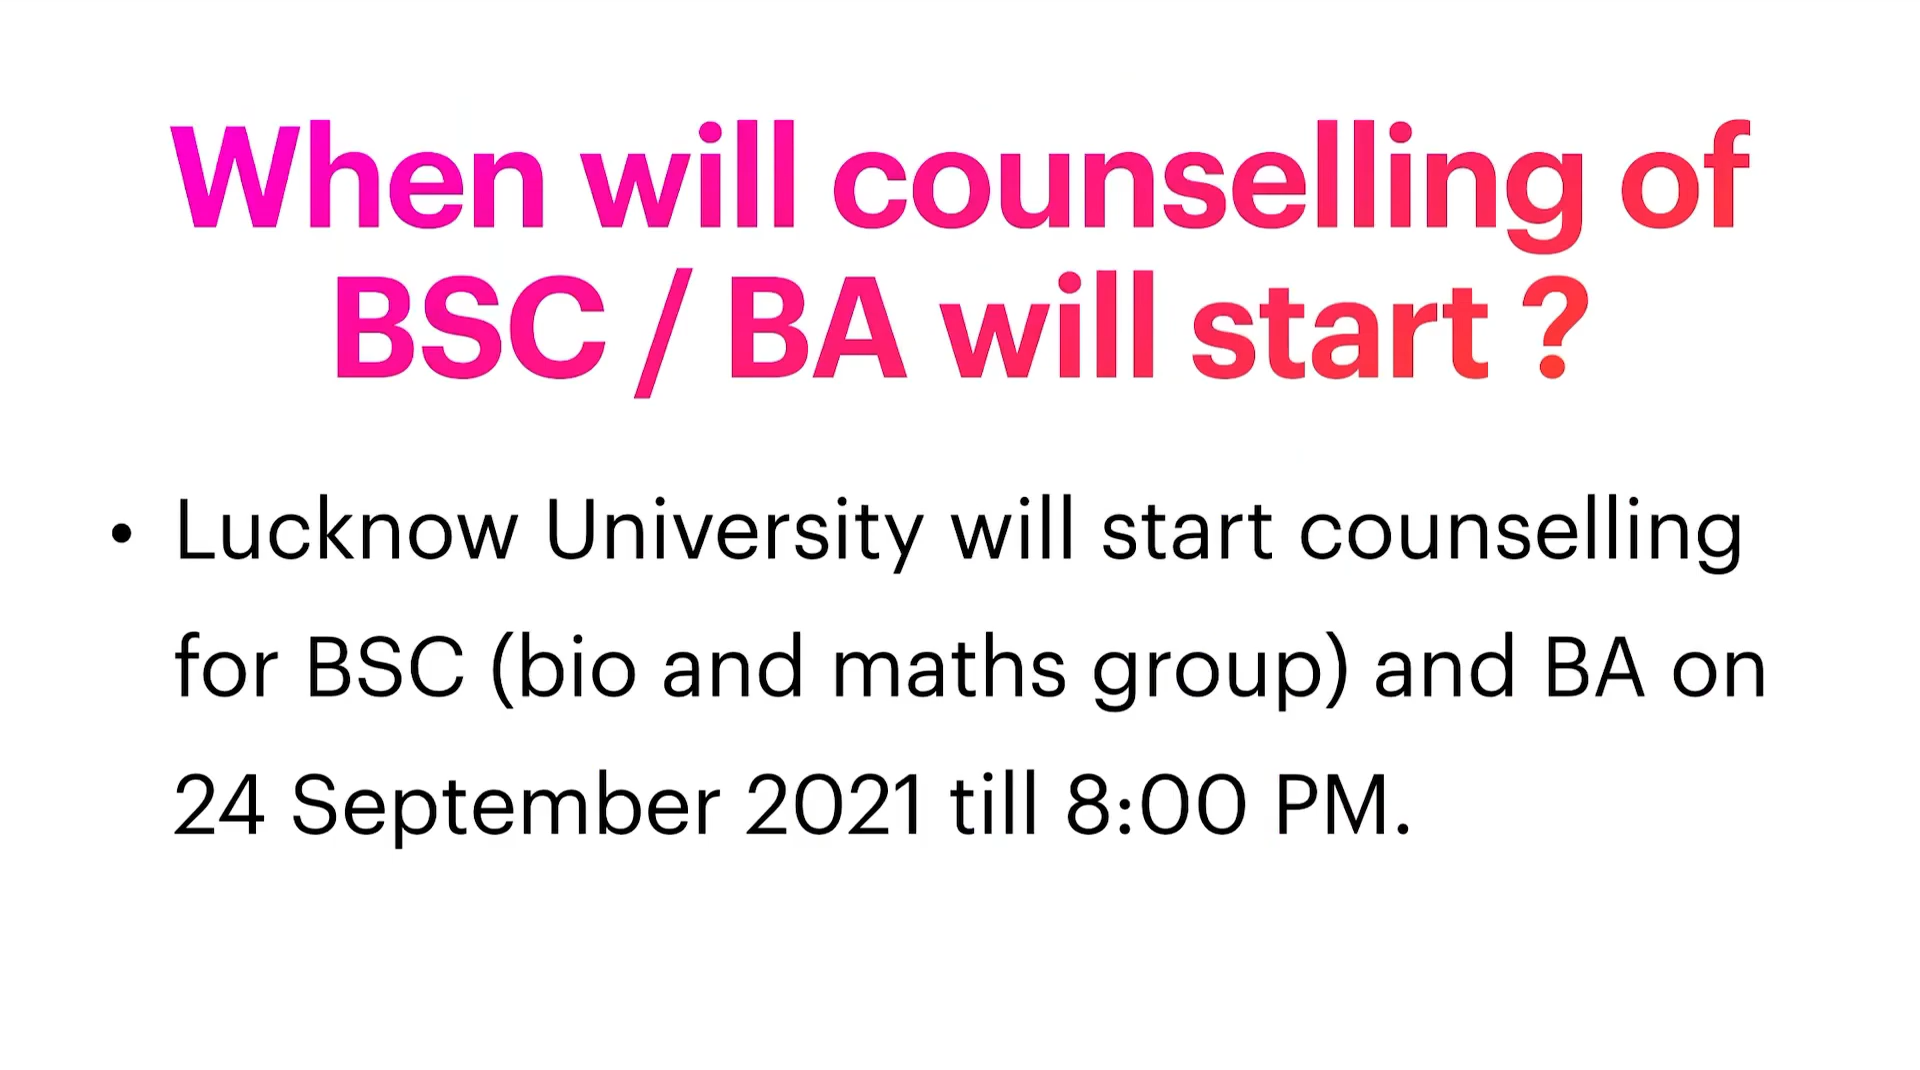 When will counselling of
BSC / BA will start ?
• Lucknow University will start counselling
for BSC (bio and maths group) and BA on
24 September 2021 till 8:00 PM.